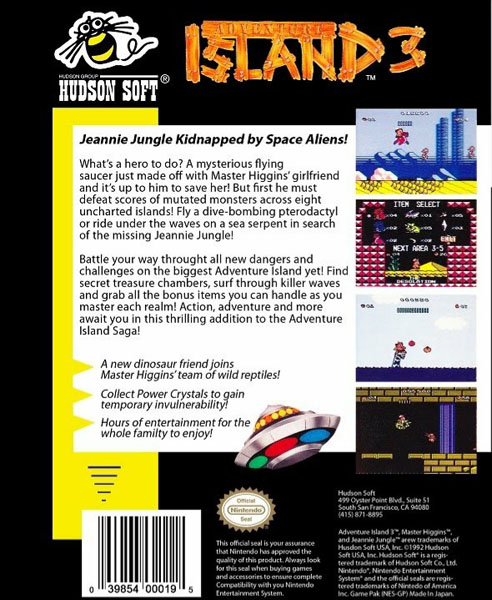 ADVENTURE
ISLAND 3
TM
HUDSON GROUP
HUDSON SOFT®
Jeannie Jungle Kidnapped by Space Aliens!
What's a hero to do? A mysterious flying
saucer just made off with Master Higgins' girlfriend
and it's up to him to save her! But first he must
defeat scores of mutated monsters across eight
uncharted islands! Fly a dive-bombing pterodactyl
or ride under the waves on a sea serpent in search
of the missing Jeannie Jungle!
Battle your way throught all new dangers and
challenges on the biggest Adventure Island yet! Find
secret treasure chambers, surf through killer waves
and grab all the bonus items you can handle as you
master each realm! Action, adventure and more
await you in this thrilling addition to the Adventure
Island Saga!
A new dinosaur friend joins
Master Higgins' team of wild reptiles!
Collect Power Crystals to gain
temporary invulnerability!
Hours of entertainment for the
whole familty to enjoy!
ITEM SELECT
NEXT AREA 3-5
Official
Nintendo
Seal
This official seal is your assurance
that Nintendo has approved the
quality of this product. Always look
for this seal when buying games
and accessories to ensure complete
Compatibility with you Nintendo
Entertainment System.
0 39854 00019 5
Hudson Soft
499 Oyster Point Blvd., Suite 51
South San Francisco, CA 94080
(415) 871-8895
Adventure Island 3™, Master Higgins™,
and Jeannie Jungle™ arew trademarks of
Husdon Soft USA, Inc. ©1992 Hudson
Soft USA, Inc. Hudson Soft® is a regis-
tered trademark of Hudson Soft Co., Ltd.
Nintendo®, Nintendo Entertainment
System® and the official seals are regis-
tered trademarks of Nintedo of America
Inc. Game Pak (NES-GP) Made In Japan.